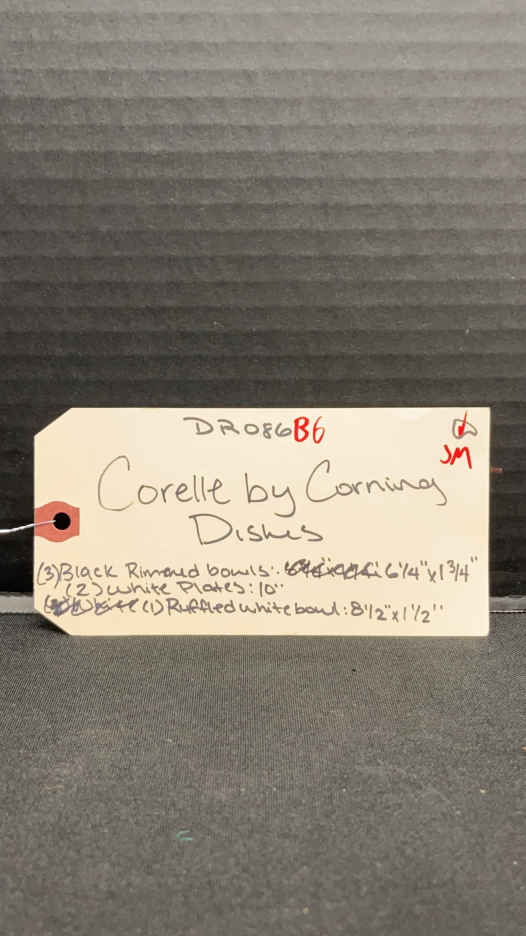 DR086B6
JM
Corelle by Corning
Dishes
(3) Black Rimmed bowls: 6 1/4" x 1 3/4"
(2) White Plates: 10"
(1) Ruffled white bowl: 8 1/2" x 1 1/2"